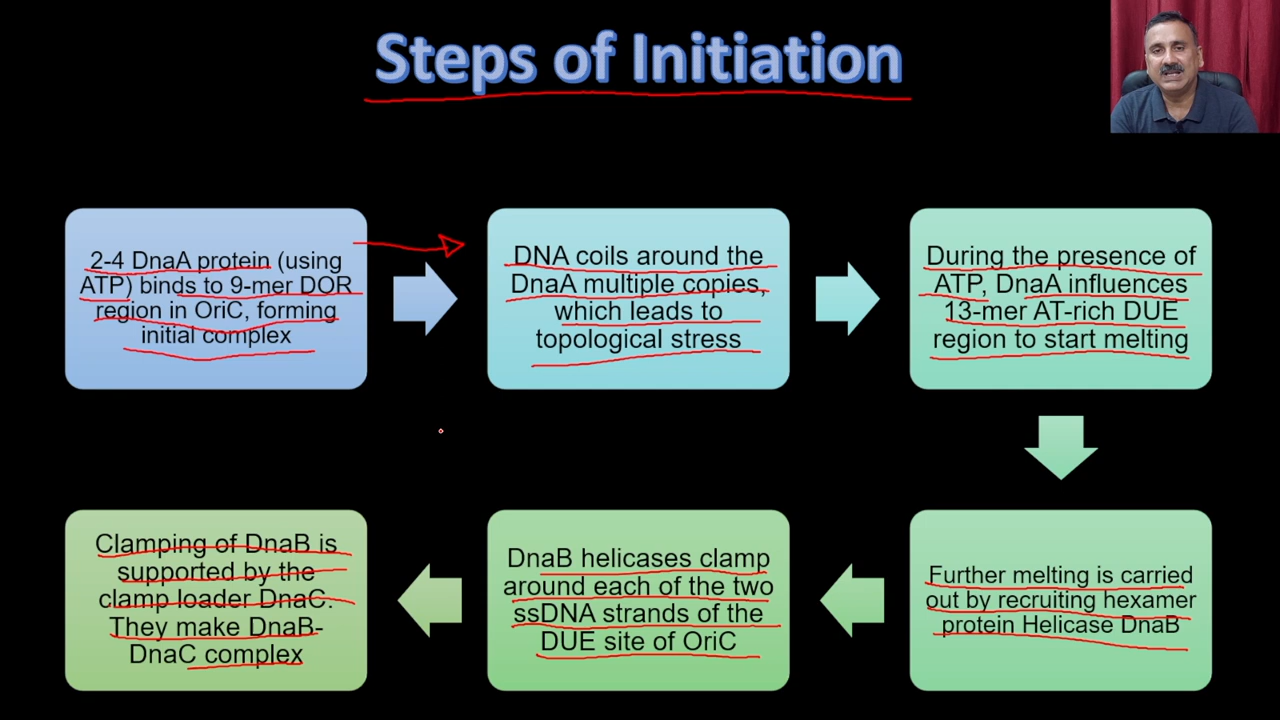 Steps of Initiation
2-4 DnaA protein (using
ATP) binds to 9-mer DOR
region in OriC, forming
initial complex
DNA coils around the
DnaA multiple copies,
which leads to
topological stress
During the presence of
ATP, DnaA influences
13-mer AT-rich DUE
region to start melting
Further melting is carried
out by recruiting hexamer
protein Helicase DnaB
DnaB helicases clamp
around each of the two
ssDNA strands of the
DUE site of OriC
Clamping of DnaB is
supported by the
clamp loader DnaC.
They make DnaB-
DnaC complex